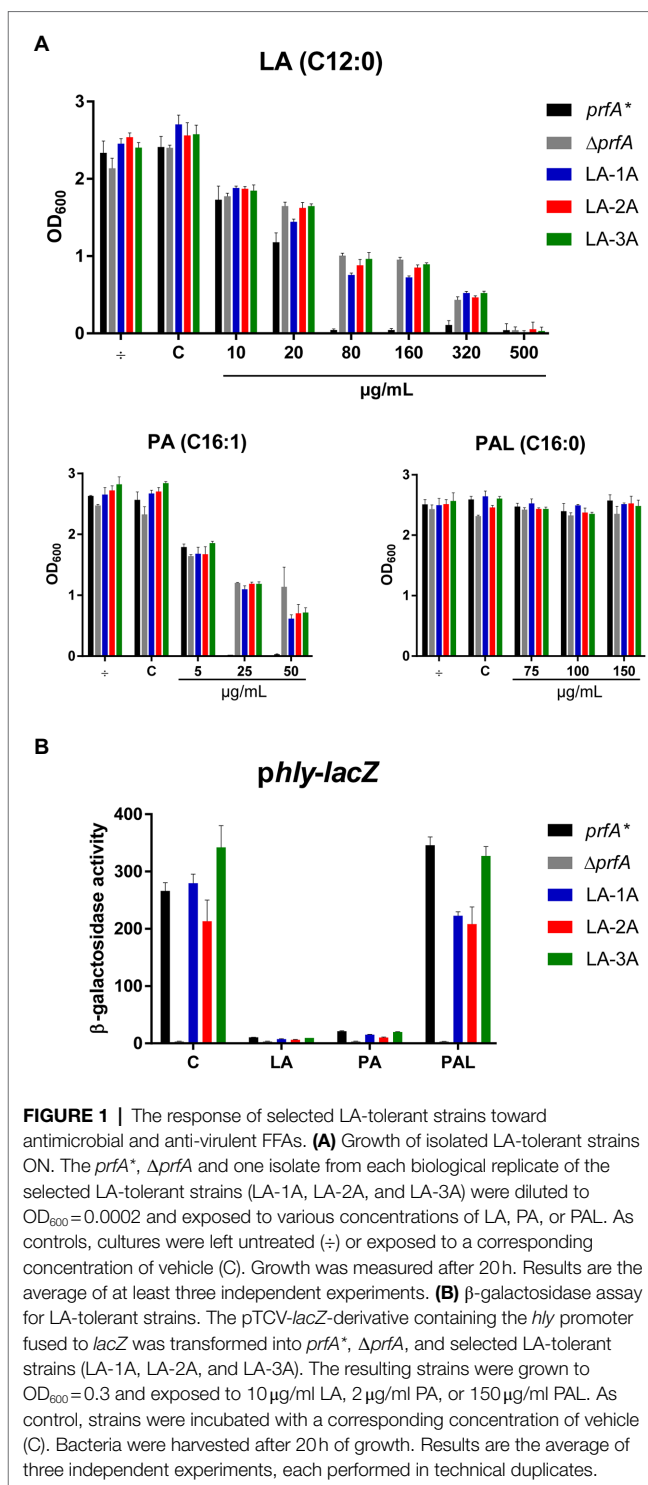 A
LA (C12:0)
3
2
1
0
OD600
÷ C 10 20 80 160 320 500
µg/mL
prfA*
ΔprfA
LA-1A
LA-2A
LA-3A
PA (C16:1)
3
2
1
0
OD600
÷ C 5 25 50
µg/mL
PAL (C16:0)
3
2
1
0
OD600
÷ C 75 100 150
µg/mL
B
phly-lacZ
400
300
200
100
0
β-galactosidase activity
C LA PA PAL
prfA*
ΔprfA
LA-1A
LA-2A
LA-3A
FIGURE 1 | The response of selected LA-tolerant strains toward
antimicrobial and anti-virulent FFAs. (A) Growth of isolated LA-tolerant strains
ON. The prfA*, ΔprfA and one isolate from each biological replicate of the
selected LA-tolerant strains (LA-1A, LA-2A, and LA-3A) were diluted to
OD600 = 0.0002 and exposed to various concentrations of LA, PA, or PAL. As
controls, cultures were left untreated (÷) or exposed to a corresponding
concentration of vehicle (C). Growth was measured after 20 h. Results are the
average of at least three independent experiments. (B) β-galactosidase assay
for LA-tolerant strains. The pTCV-lacZ-derivative containing the hly promoter
fused to lacZ was transformed into prfA*, ΔprfA, and selected LA-tolerant
strains (LA-1A, LA-2A, and LA-3A). The resulting strains were grown to
OD600 = 0.3 and exposed to 10 µg/ml LA, 2 µg/ml PA, or 150 µg/ml PAL. As
control, strains were incubated with a corresponding concentration of vehicle
(C). Bacteria were harvested after 20 h of growth. Results are the average of
three independent experiments, each performed in technical duplicates.